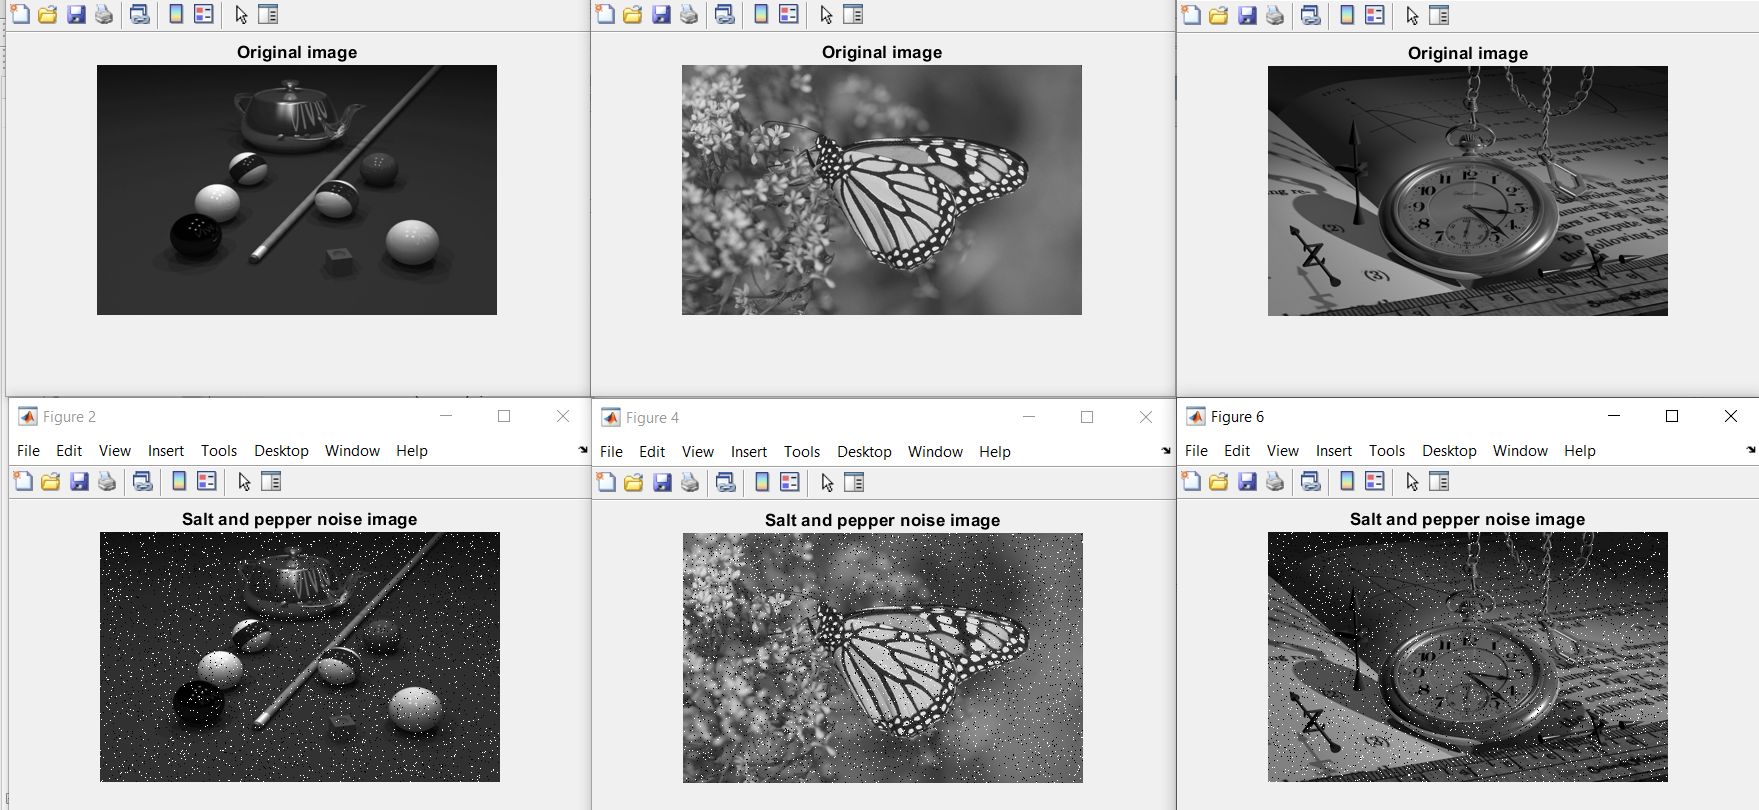 Original image
Original image
Original image
Figure 2
File Edit View Insert Tools Desktop Window Help
Salt and pepper noise image
Figure 4
File Edit View Insert Tools Desktop Window Help
Salt and pepper noise image
Figure 6
File Edit View Insert Tools Desktop Window Help
Salt and pepper noise image